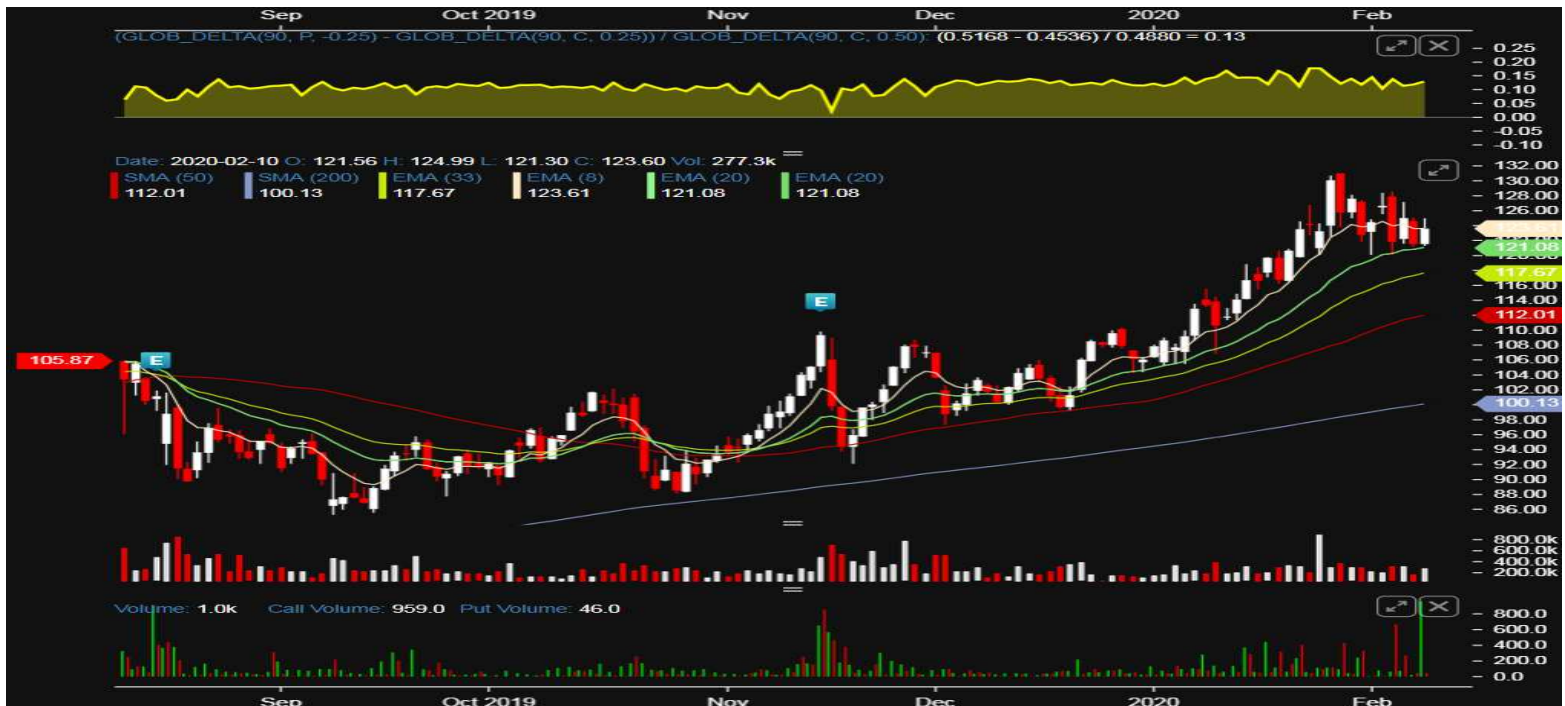 Sep Oct 2019 Nov Dec 2020 Feb
(GLOB_DELTA(90, P, -0.25) - GLOB_DELTA(90, C, 0.25)) / GLOB_DELTA(90, C, 0.50): (0.5168 - 0.4536) / 0.4880 = 0.13
0.25
0.20
0.15
0.10
0.05
0.00
-0.05
-0.10
Date: 2020-02-10 O: 121.56 H: 124.99 L: 121.30 C: 123.60 Vol: 277.3k
SMA (50) SMA (200) EMA (33) EMA (8) EMA (20) EMA (20)
112.01 100.13 117.67 123.61 121.08 121.08
132.00
130.00
128.00
126.00
123.61
121.08
117.67
116.00
114.00
112.01
110.00
108.00
E
E
105.87
106.00
104.00
102.00
100.13
98.00
96.00
94.00
92.00
90.00
88.00
86.00
800.0k
600.0k
400.0k
200.0k
Volume: 1.0k Call Volume: 959.0 Put Volume: 46.0
800.0
600.0
400.0
200.0
0.0
Sep Oct 2019 Nov Dec 2020 Feb